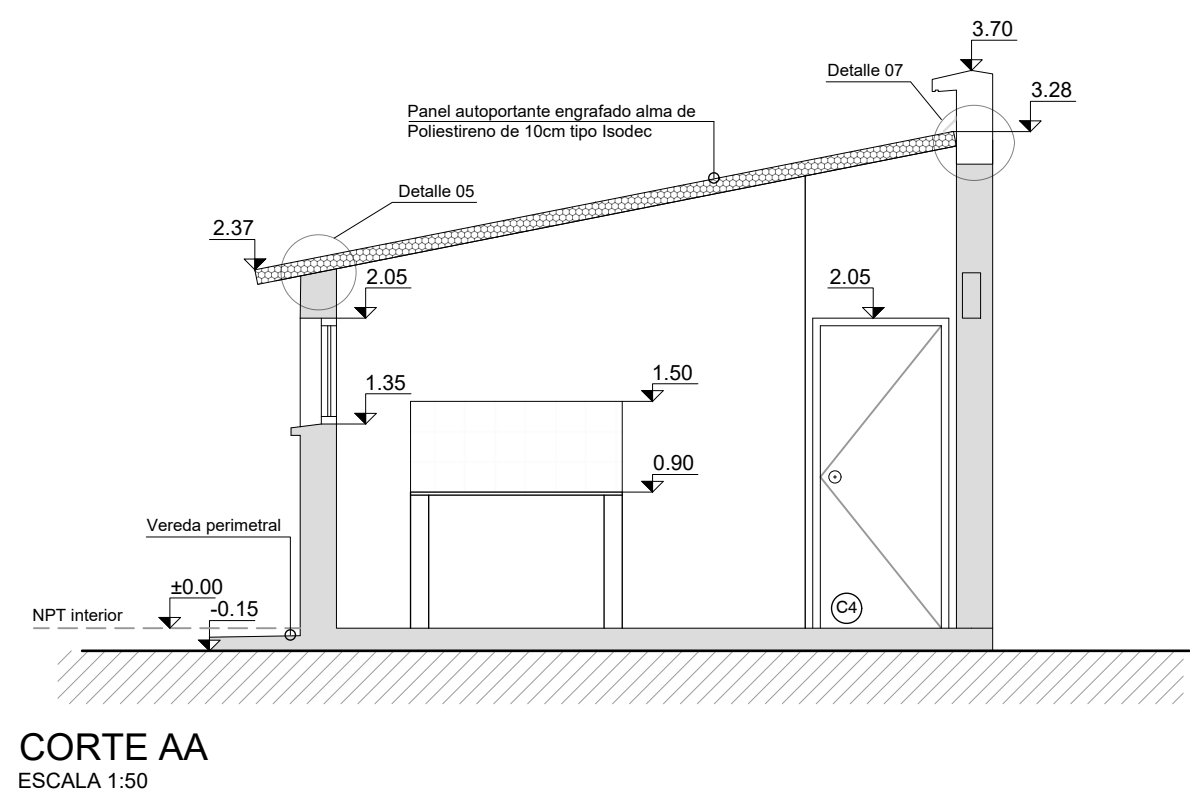 3.70
Detalle 07
3.28
Panel autoportante engrafado alma de
Poliestireno de 10cm tipo Isodec
Detalle 05
2.37
2.05
2.05
1.35
1.50
0.90
Vereda perimetral
±0.00
-0.15
NPT interior
C4
CORTE AA
ESCALA 1:50